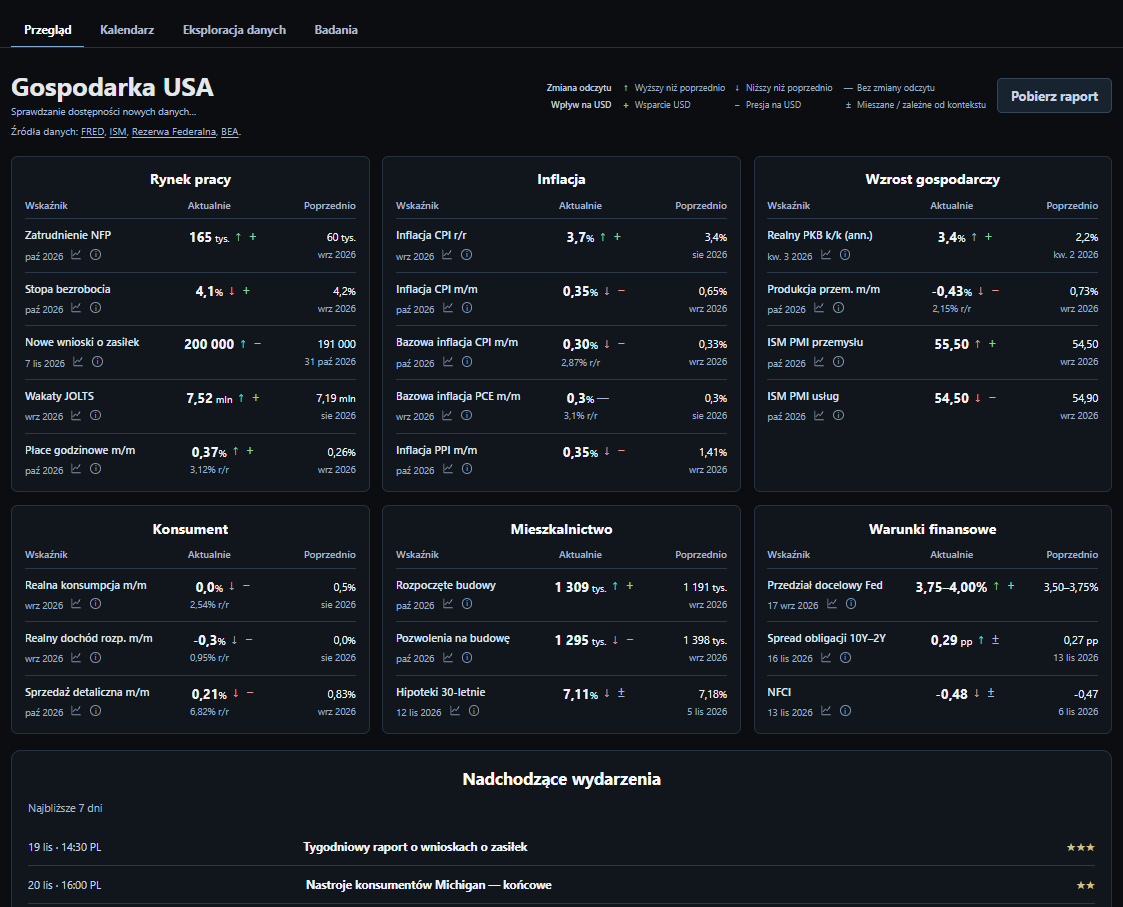 Przegląd Kalendarz Eksploracja danych Badania
Gospodarka USA
Sprawdzanie dostępności nowych danych...
Źródła danych: FRED, ISM, Rezerwa Federalna, BEA.
Zmiana odczytu ↑ Wyższy niż poprzednio ↓ Niższy niż poprzednio — Bez zmiany odczytu
Wpływ na USD + Wsparcie USD − Presja na USD ± Mieszane / zależne od kontekstu
Pobierz raport
Rynek pracy
Wskaźnik Aktualnie Poprzednio
Zatrudnienie NFP 165 tys. ↑ + 60 tys.
paź 2026 wrz 2026
Stopa bezrobocia 4,1% ↓ + 4,2%
paź 2026 wrz 2026
Nowe wnioski o zasiłek 200 000 ↑ − 191 000
7 lis 2026 31 paź 2026
Wakaty JOLTS 7,52 mln ↑ + 7,19 mln
wrz 2026 sie 2026
Płace godzinowe m/m 0,37% ↑ + 0,26%
paź 2026 3,12% r/r wrz 2026
Inflacja
Wskaźnik Aktualnie Poprzednio
Inflacja CPI r/r 3,7% ↑ + 3,4%
wrz 2026 sie 2026
Inflacja CPI m/m 0,35% ↓ − 0,65%
paź 2026 wrz 2026
Bazowa inflacja CPI m/m 0,30% ↓ − 0,33%
paź 2026 2,87% r/r wrz 2026
Bazowa inflacja PCE m/m 0,3% — 0,3%
wrz 2026 3,1% r/r sie 2026
Inflacja PPI m/m 0,35% ↓ − 1,41%
paź 2026 wrz 2026
Wzrost gospodarczy
Wskaźnik Aktualnie Poprzednio
Realny PKB k/k (ann.) 3,4% ↑ + 2,2%
kw. 3 2026 kw. 2 2026
Produkcja przem. m/m -0,43% ↓ − 0,73%
paź 2026 2,15% r/r wrz 2026
ISM PMI przemysłu 55,50 ↑ + 54,50
paź 2026 wrz 2026
ISM PMI usług 54,50 ↓ − 54,90
paź 2026 wrz 2026
Konsument
Wskaźnik Aktualnie Poprzednio
Realna konsumpcja m/m 0,0% ↓ − 0,5%
wrz 2026 2,54% r/r sie 2026
Realny dochód rozp. m/m -0,3% ↓ − 0,0%
wrz 2026 0,95% r/r sie 2026
Sprzedaż detaliczna m/m 0,21% ↓ − 0,83%
paź 2026 6,82% r/r wrz 2026
Mieszkalnictwo
Wskaźnik Aktualnie Poprzednio
Rozpoczęte budowy 1 309 tys. ↑ + 1 191 tys.
paź 2026 wrz 2026
Pozwolenia na budowę 1 295 tys. ↓ − 1 398 tys.
paź 2026 wrz 2026
Hipoteki 30-letnie 7,11% ↓ ± 7,18%
12 lis 2026 5 lis 2026
Warunki finansowe
Wskaźnik Aktualnie Poprzednio
Przedział docelowy Fed 3,75–4,00% ↑ + 3,50–3,75%
17 wrz 2026
Spread obligacji 10Y–2Y 0,29 pp ↑ ± 0,27 pp
16 lis 2026 13 lis 2026
NFCI -0,48 ↓ ± -0,47
13 lis 2026 6 lis 2026
Nadchodzące wydarzenia
Najbliższe 7 dni
19 lis · 14:30 PL Tygodniowy raport o wnioskach o zasiłek ★★★
20 lis · 16:00 PL Nastroje konsumentów Michigan — końcowe ★★